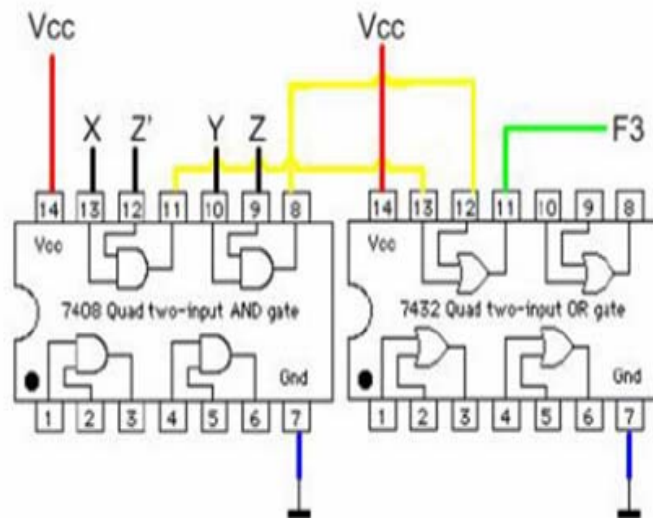 Vcc Vcc
X Z' Y Z F3
14 13 12 11 10 9 8 14 13 12 11 10 9 8
Vcc Vcc
7408 Quad two-input AND gate 7432 Quad two-input OR gate
Gnd Gnd
1 2 3 4 5 6 7 1 2 3 4 5 6 7